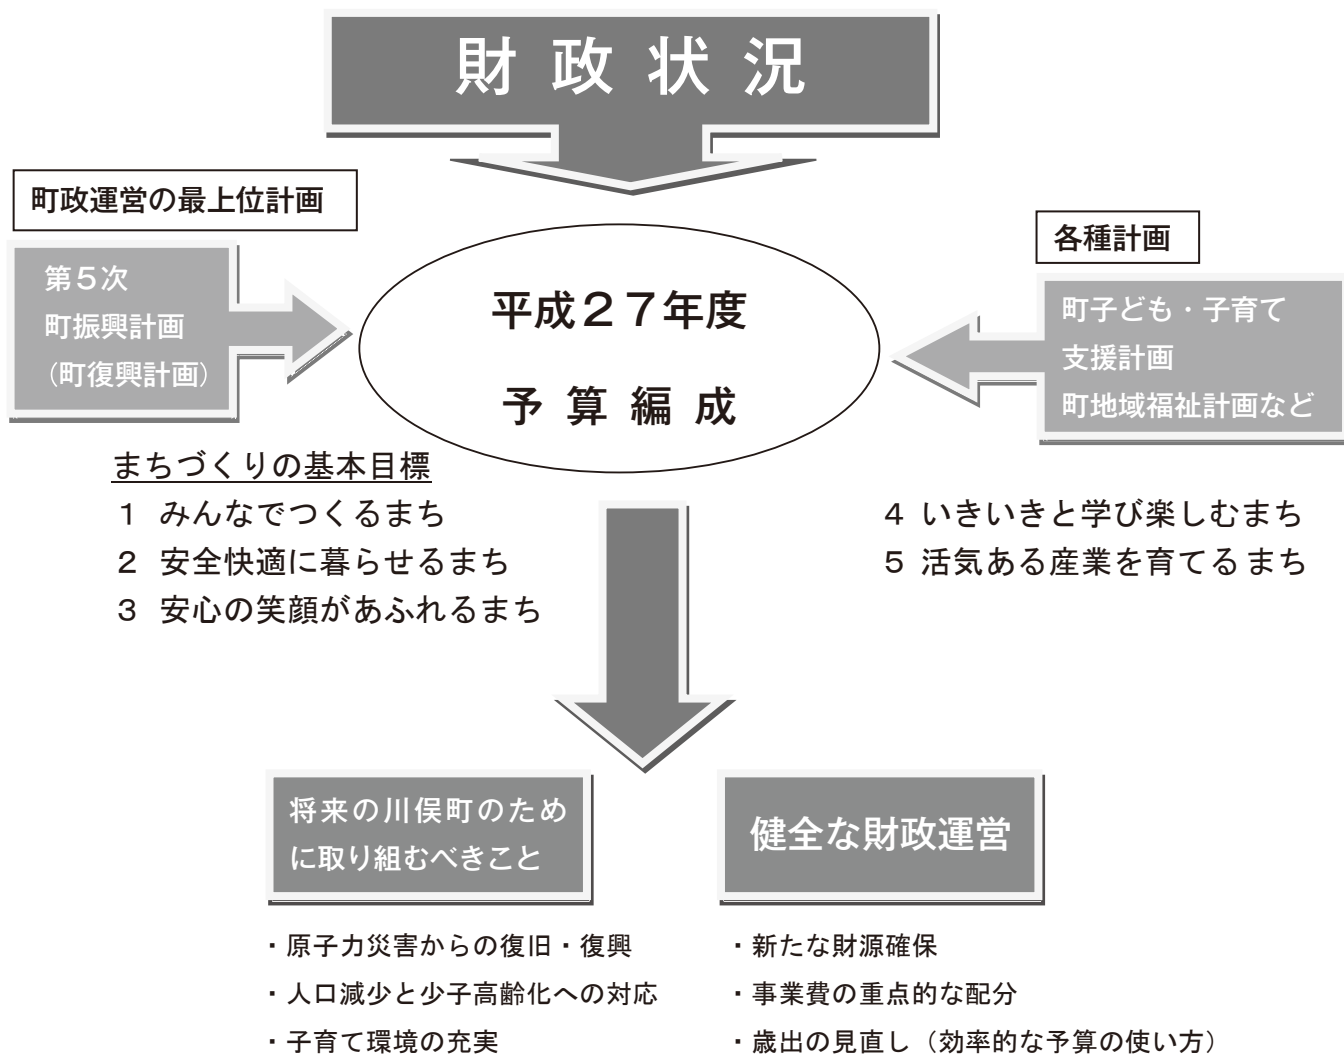 財政状況
町政運営の最上位計画
第５次
町振興計画
（町復興計画）
平成２７年度
予算編成
各種計画
町子ども・子育て
支援計画
町地域福祉計画など
まちづくりの基本目標
１ みんなでつくるまち
２ 安全快適に暮らせるまち
３ 安心の笑顔があふれるまち
４ いきいきと学び楽しむまち
５ 活気ある産業を育てるまち
将来の川俣町のため
に取り組むべきこと
・原子力災害からの復旧・復興
・人口減少と少子高齢化への対応
・子育て環境の充実
健全な財政運営
・新たな財源確保
・事業費の重点的な配分
・歳出の見直し（効率的な予算の使い方）